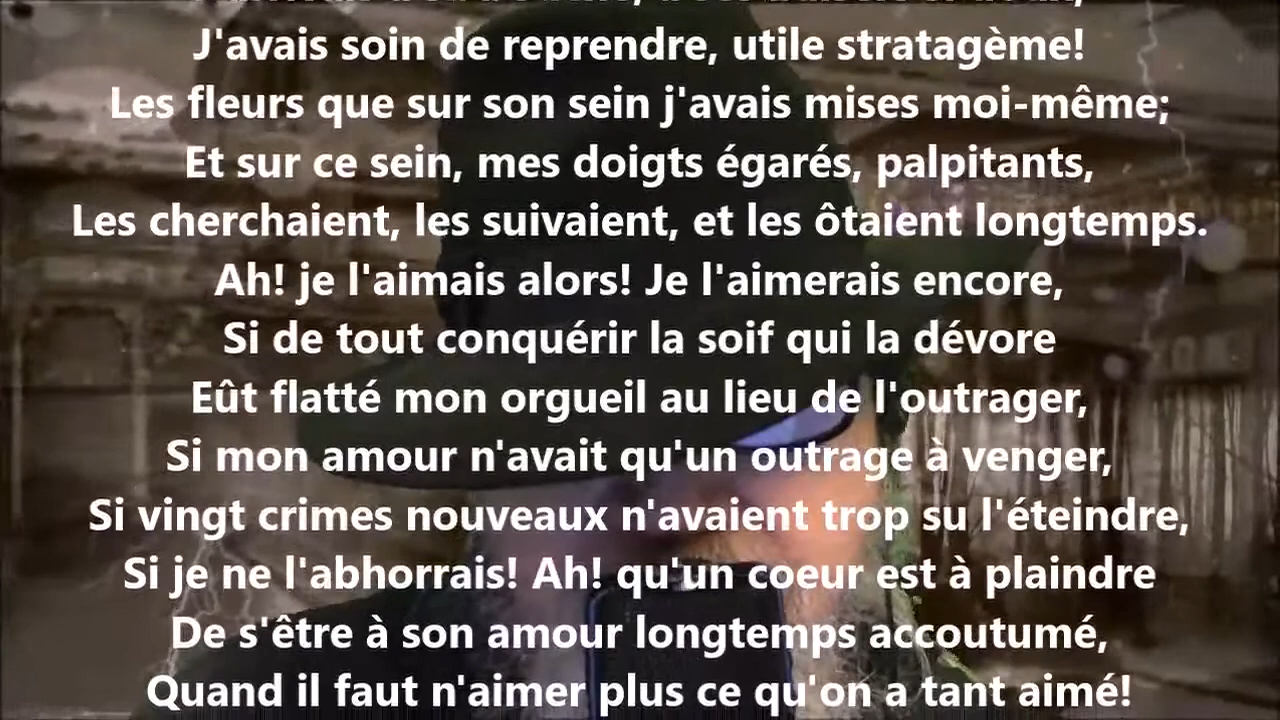 J'avais soin de reprendre, utile stratagème!
Les fleurs que sur son sein j'avais mises moi-même;
Et sur ce sein, mes doigts égarés, palpitants,
Les cherchaient, les suivaient, et les ôtaient longtemps.
Ah! je l'aimais alors! Je l'aimerais encore,
Si de tout conquérir la soif qui la dévore
Eût flatté mon orgueil au lieu de l'outrager,
Si mon amour n'avait qu'un outrage à venger,
Si vingt crimes nouveaux n'avaient trop su l'éteindre,
Si je ne l'abhorrais! Ah! qu'un coeur est à plaindre
De s'être à son amour longtemps accoutumé,
Quand il faut n'aimer plus ce qu'on a tant aimé!